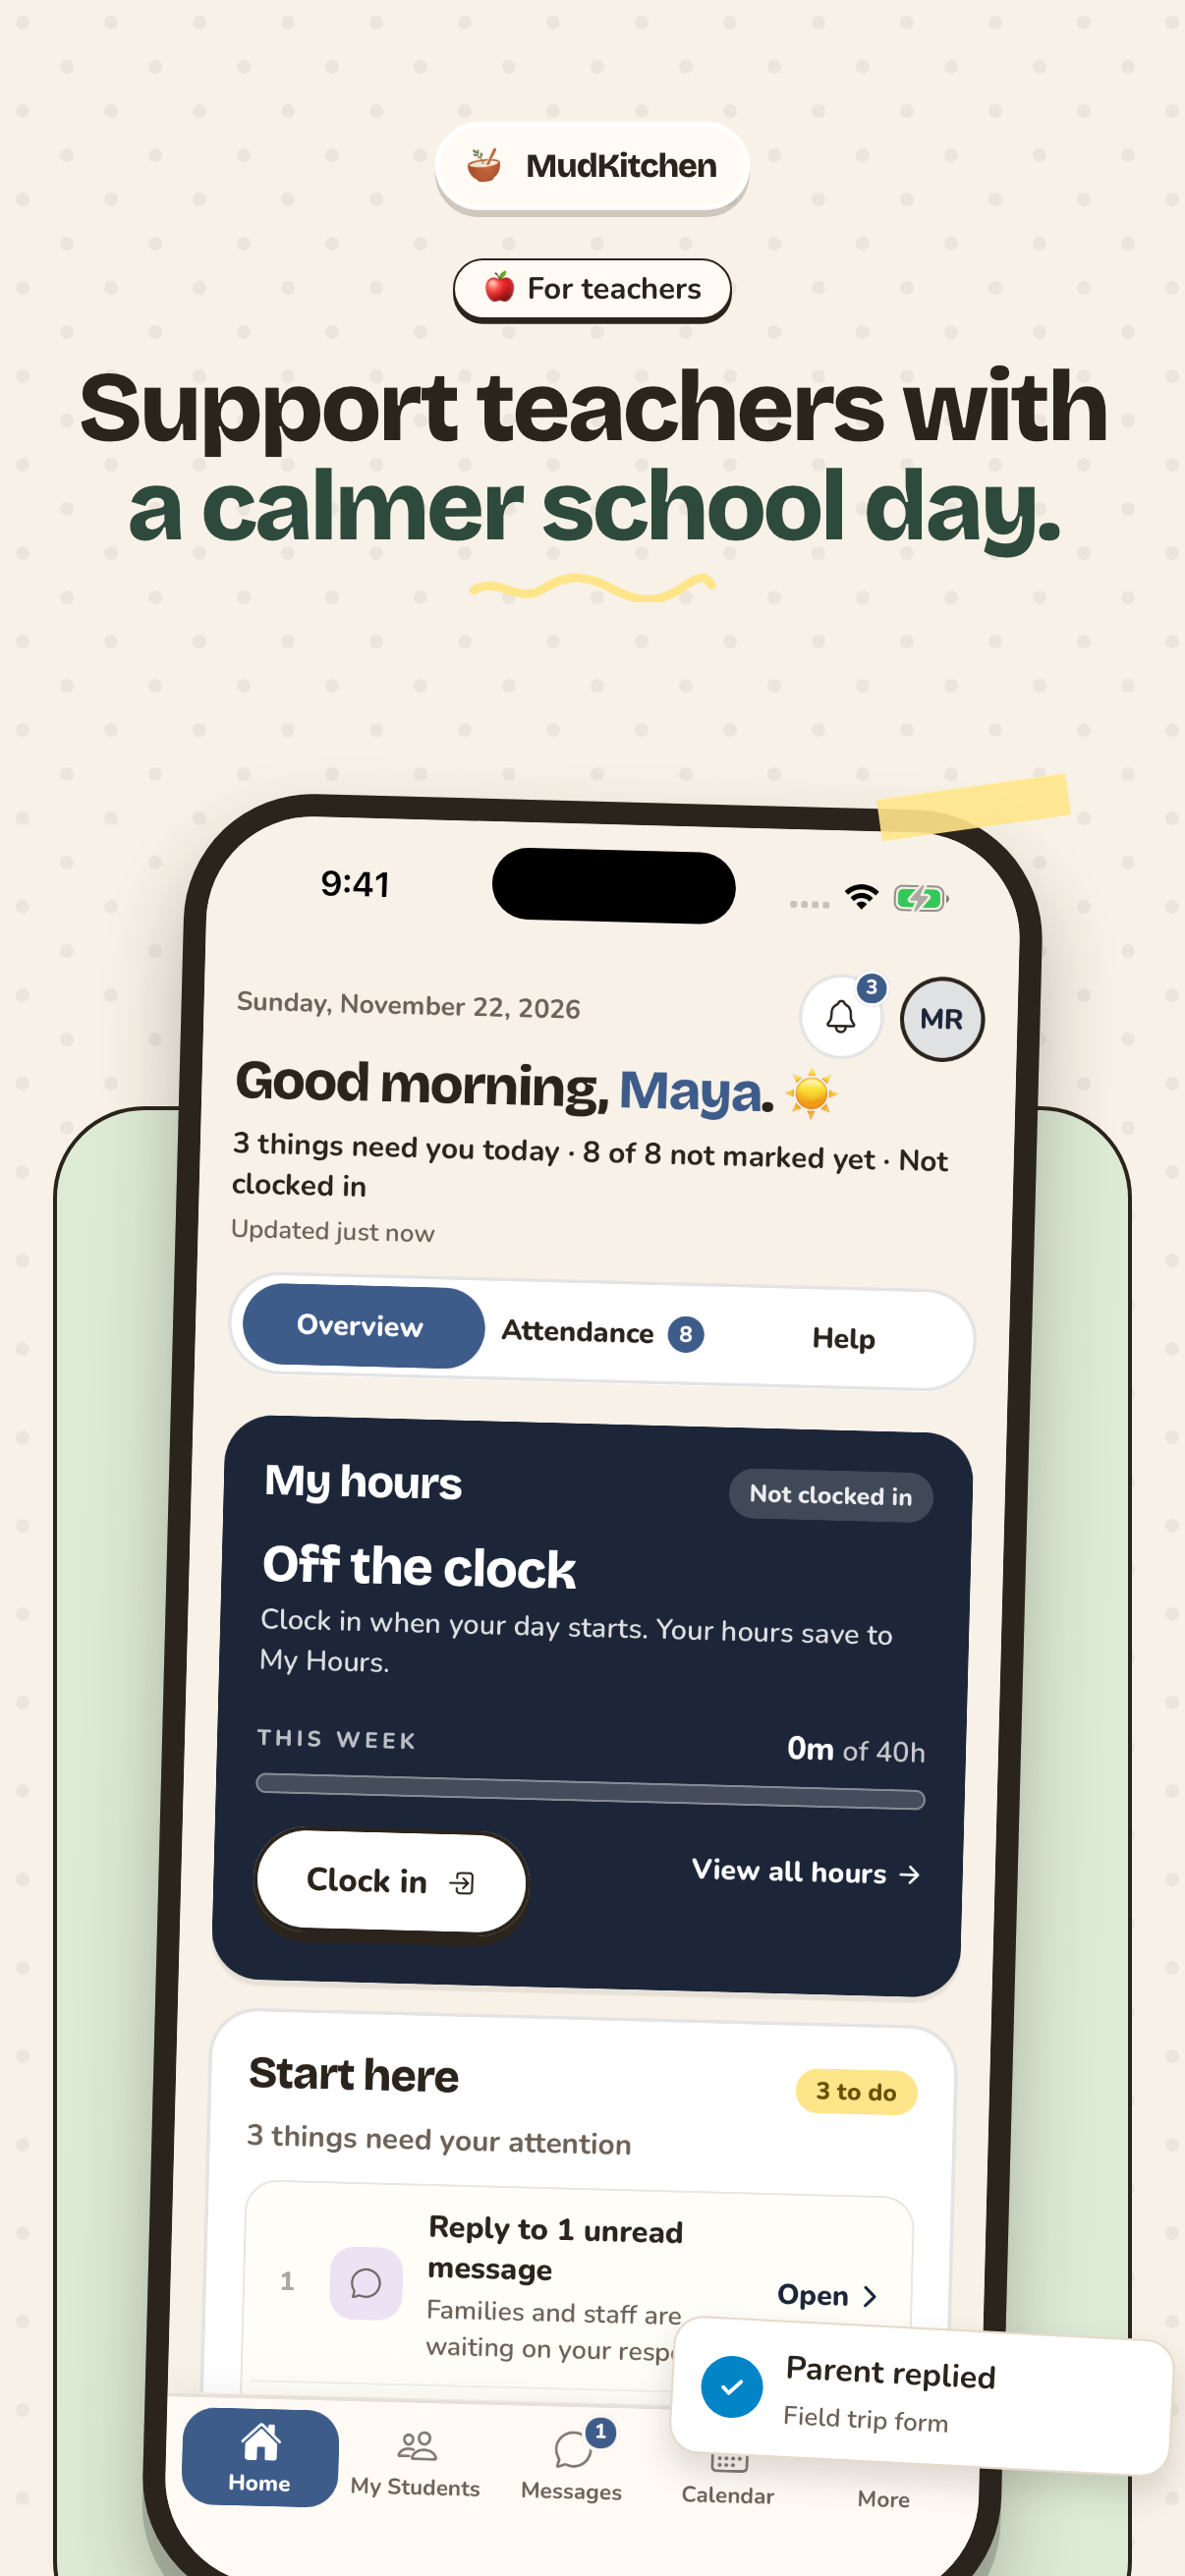 MudKitchen
For teachers
Support teachers with
a calmer school day.
9:41
Sunday, November 22, 2026
3
MR
Good morning, Maya.
3 things need you today · 8 of 8 not marked yet · Not
clocked in
Updated just now
Overview
Attendance 8
Help
My hours
Not clocked in
Off the clock
Clock in when your day starts. Your hours save to
My Hours.
THIS WEEK
0m of 40h
Clock in
View all hours
Start here
3 to do
3 things need your attention
1
Reply to 1 unread
message
Open
Families and staff are
waiting on your
Parent replied
Field trip form
Home
My Students
1
Messages
Calendar
More